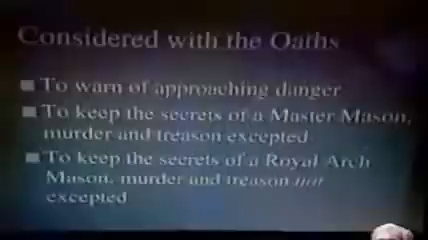 Considered with the Oaths
To warn of approaching danger
To keep the secrets of a Master Mason,
murder and treason excepted
To keep the secrets of a Royal Arch
Mason, murder and treason not
excepted